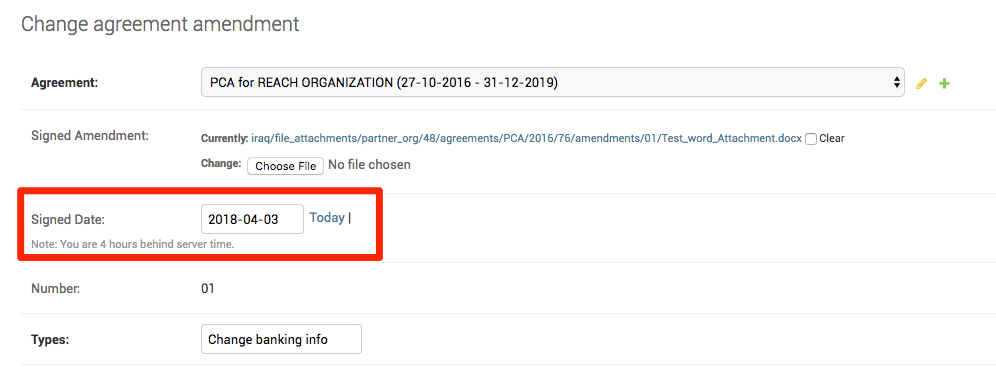 Change agreement amendment
Agreement: PCA for REACH ORGANIZATION (27-10-2016 - 31-12-2019)
Signed Amendment: Currently: iraq/file_attachments/partner_org/48/agreements/PCA/2016/76/amendments/01/Test_word_Attachment.docx Clear
Change: Choose File No file chosen
Signed Date: 2018-04-03 Today |
Note: You are 4 hours behind server time.
Number: 01
Types: Change banking info